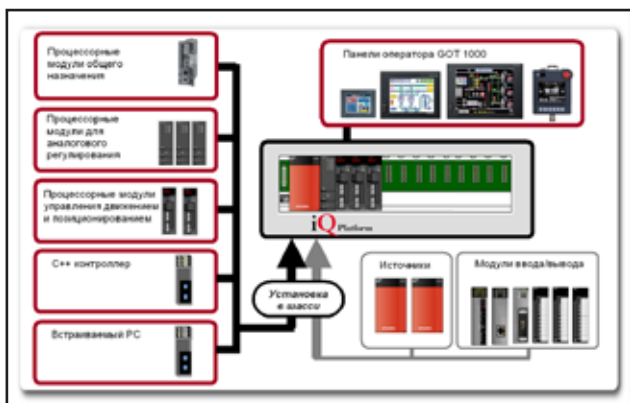 Процессорные
модули общего
назначения
Панели оператора GOT 1000
Процессорные
модули для
аналогового
регулирования
Процессорные модули
управления движением
и позиционированием
iQ Platform
C++ контроллер
Источники
Модули ввода/вывода
Установка
в шасси
Встраиваемый PC